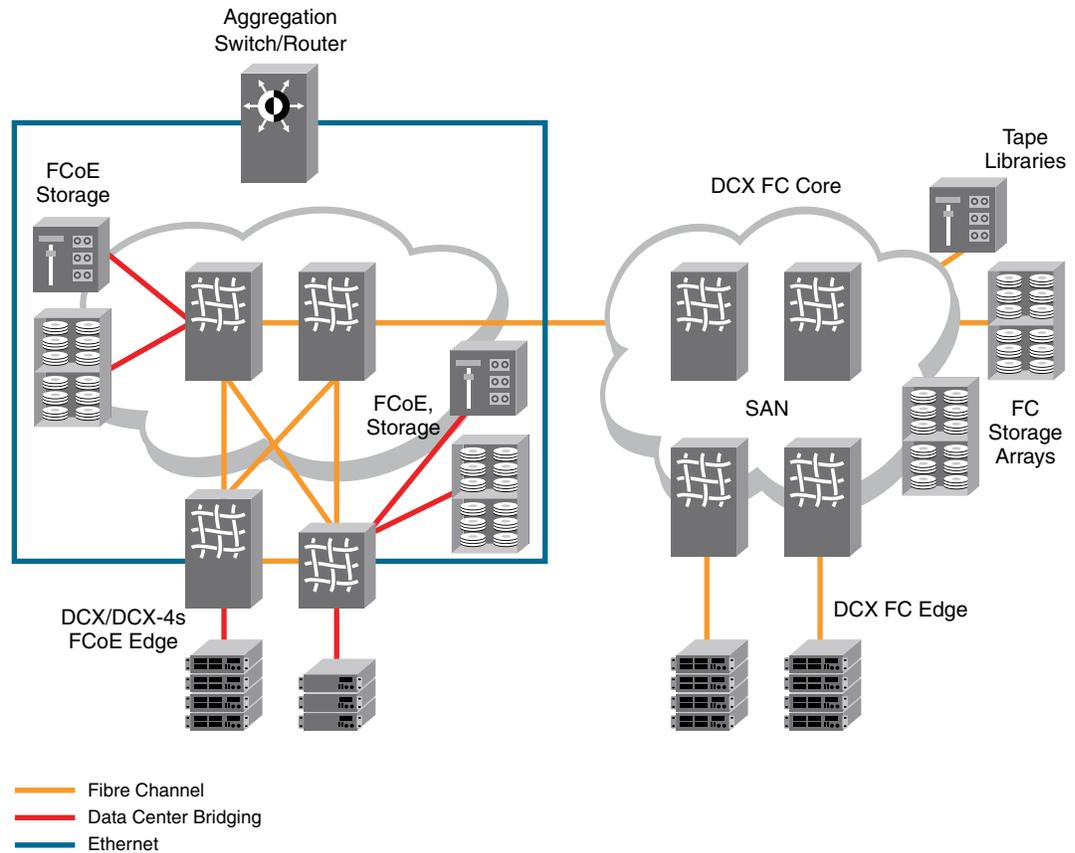 Aggregation
Switch/Router
FCoE
Storage
Tape
Libraries
DCX FC Core
FCoE,
Storage
SAN
FC
Storage
Arrays
DCX/DCX-4s
FCoE Edge
DCX FC Edge
Fibre Channel
Data Center Bridging
Ethernet